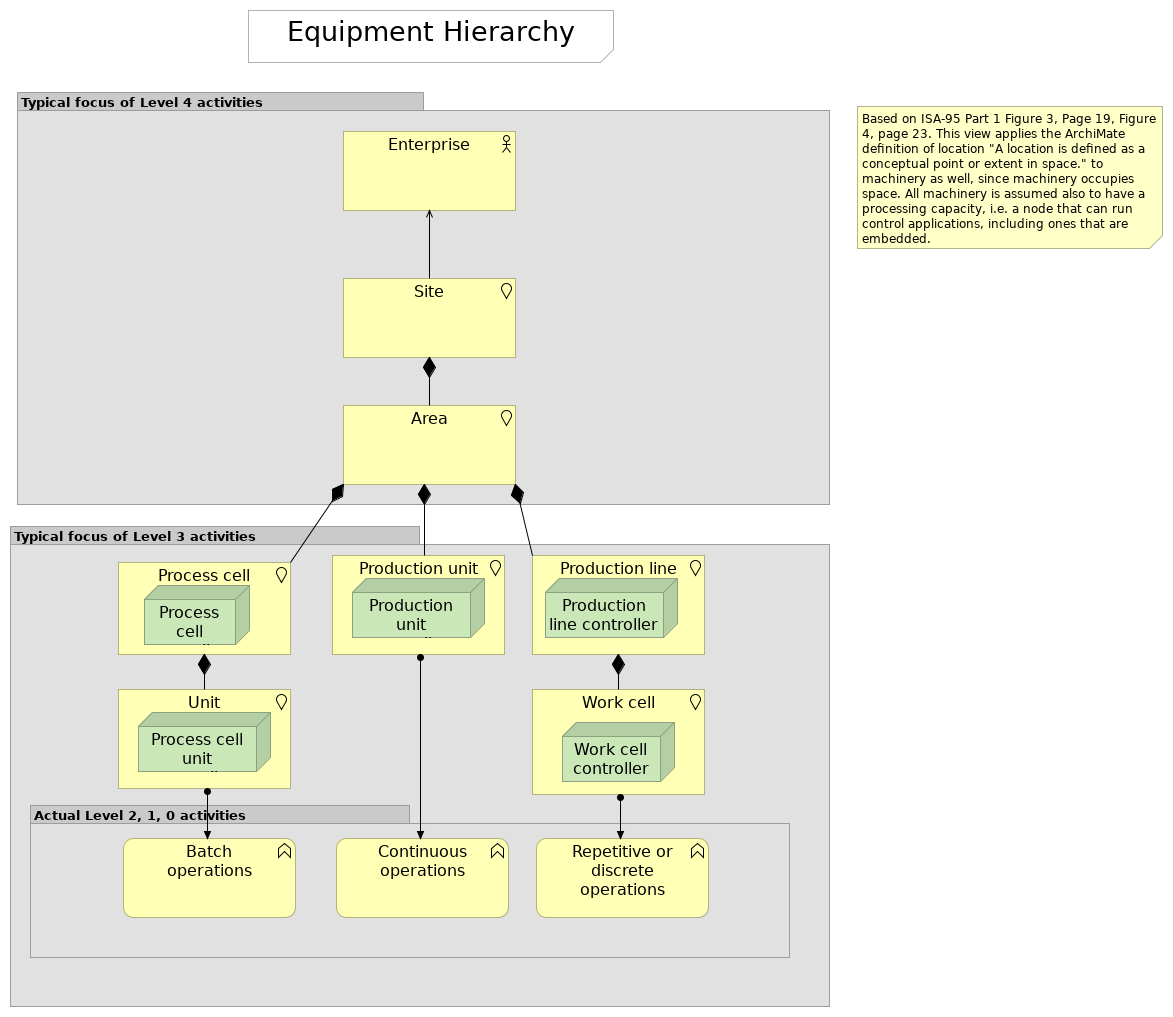 Equipment Hierarchy
Typical focus of Level 4 activities
Enterprise
Based on ISA-95 Part 1 Figure 3, Page 19, Figure
4, page 23. This view applies the ArchiMate
definition of location "A location is defined as a
conceptual point or extent in space." to
machinery as well, since machinery occupies
space. All machinery is assumed also to have a
processing capacity, i.e. a node that can run
control applications, including ones that are
embedded.
Site
Area
Typical focus of Level 3 activities
Process cell
Process
cell
Production unit
Production
unit
Production line
Production
line controller
Unit
Process cell
unit
Work cell
Work cell
controller
Actual Level 2, 1, 0 activities
Batch
operations
Continuous
operations
Repetitive or
discrete
operations